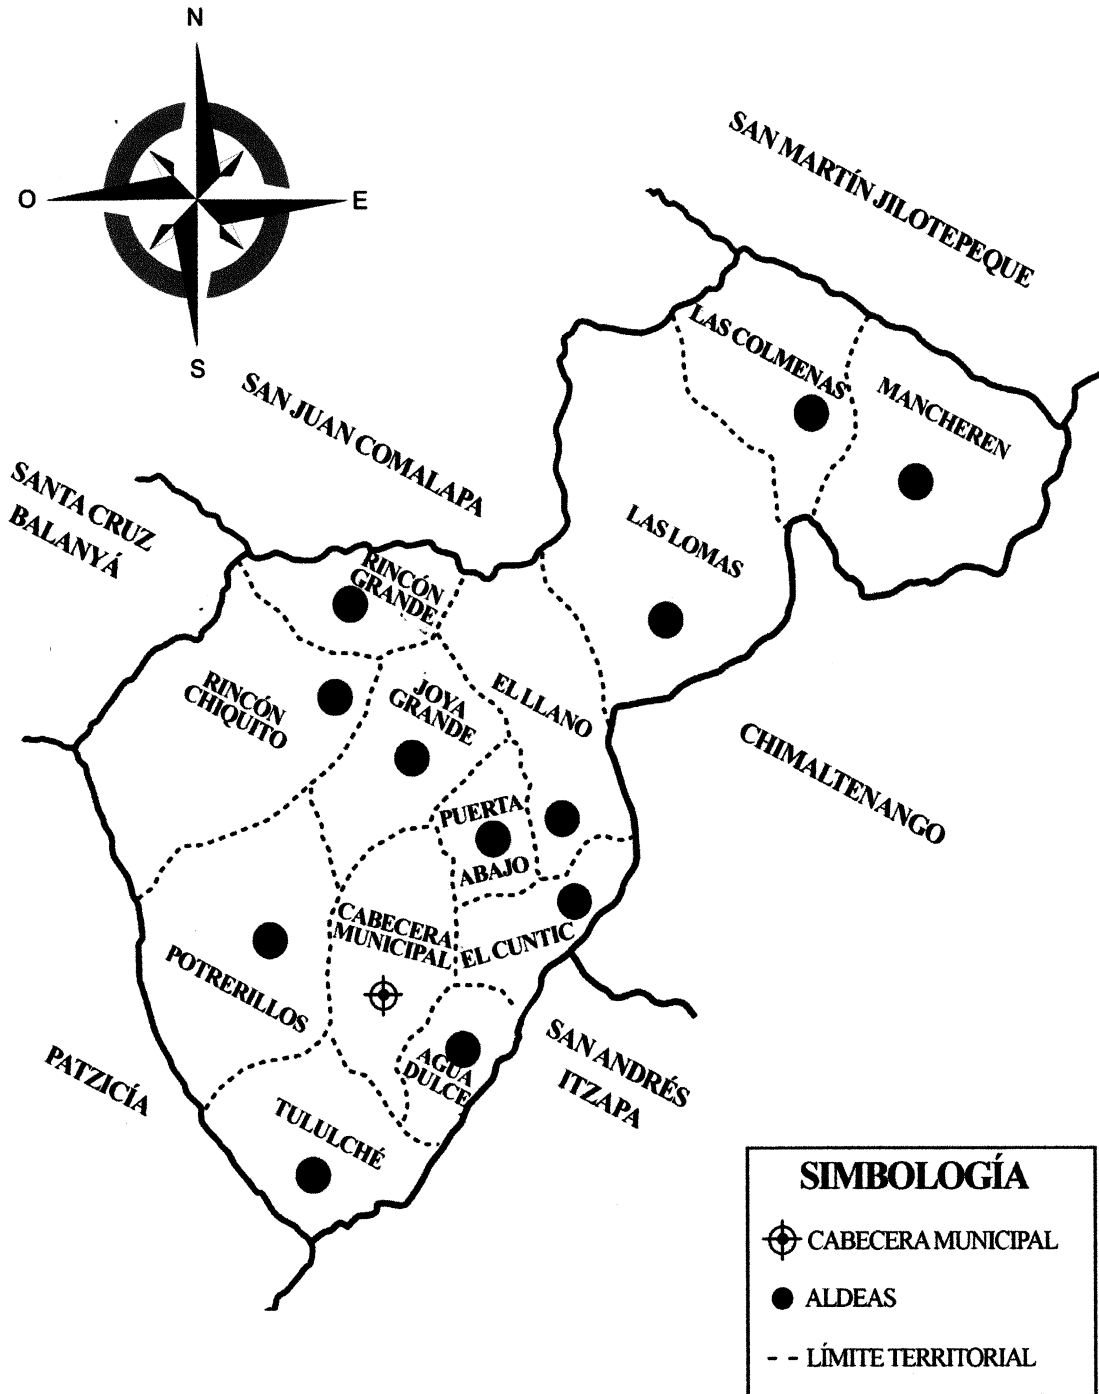 N
O
E
S
SAN MARTÍN JILOTEPEQUE
SAN JUAN COMALAPA
SANTA CRUZ
BALANYÁ
LAS COLMENAS
MANCHEREN
LAS LOMAS
RINCÓN
GRANDE
RINCÓN
CHIQUITO
JOYA
GRANDE
EL LLANO
CHIMALTENANGO
PUERTA
ABAJO
CABECERA
MUNICIPAL
EL CUNTIC
POTRERILLOS
AGUA
DULCE
SAN ANDRÉS
ITZAPA
PATZICÍA
TULULCHÉ
SIMBOLOGÍA
CABECERA MUNICIPAL
ALDEAS
LÍMITE TERRITORIAL